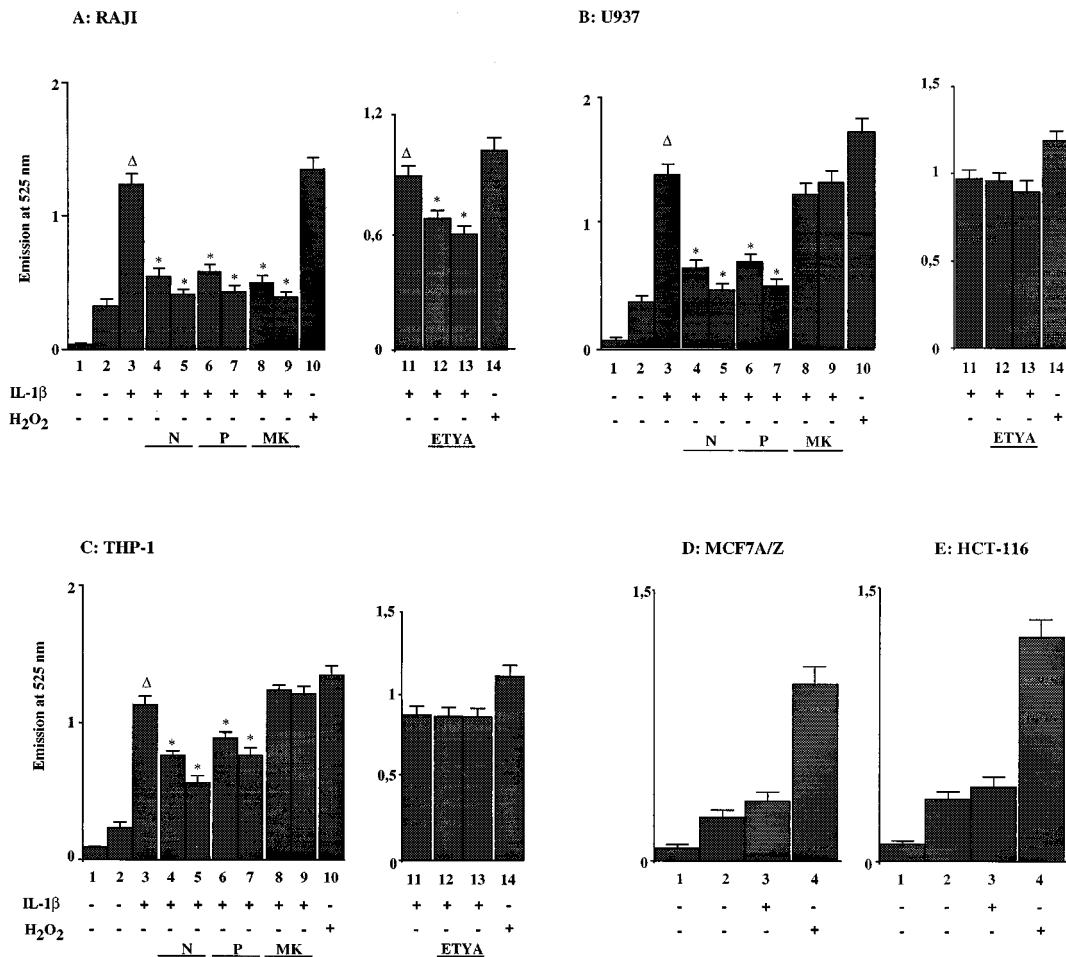 A: RAJI
B: U937
Emission at 525 nm
2
1
0
Δ
*
*
*
*
*
*
1 2 3 4 5 6 7 8 9 10
IL-1β - - + + + + + + + -
H2O2 - - - - - - - - - +
N P MK
1,2
0,6
0
Δ
*
*
11 12 13 14
+ + + -
- - - +
ETYA
2
1
0
Δ
*
*
*
*
1 2 3 4 5 6 7 8 9 10
- - + + + + + + + -
- - - - - - - - - +
N P MK
1,5
1
0,5
0
11 12 13 14
+ + + -
- - - +
ETYA
C: THP-1
D: MCF7A/Z
E: HCT-116
Emission at 525 nm
2
1
0
Δ
*
*
*
*
1 2 3 4 5 6 7 8 9 10
IL-1β - - + + + + + + + -
H2O2 - - - - - - - - - +
N P MK
1,5
1
0,5
0
11 12 13 14
+ + + -
- - - +
ETYA
1,5
0
1 2 3 4
- - + -
- - - +
1,5
0
1 2 3 4
- - + -
- - - +